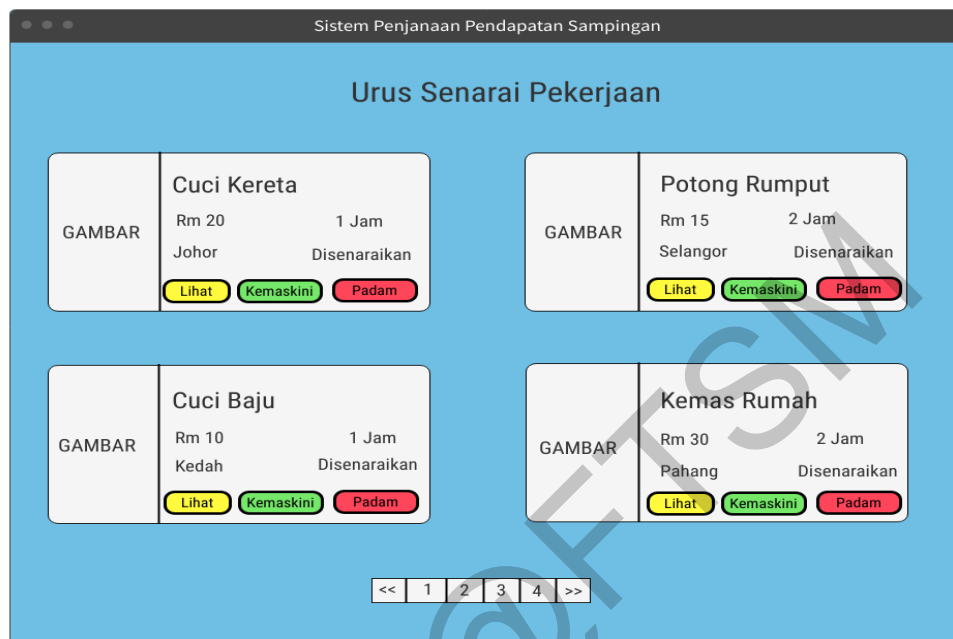 Sistem Penjanaan Pendapatan Sampingan
Urus Senarai Pekerjaan
GAMBAR
Cuci Kereta
Rm 20 1 Jam
Johor Disenaraikan
Lihat Kemaskini Padam
GAMBAR
Potong Rumput
Rm 15 2 Jam
Selangor Disenaraikan
Lihat Kemaskini Padam
GAMBAR
Cuci Baju
Rm 10 1 Jam
Kedah Disenaraikan
Lihat Kemaskini Padam
GAMBAR
Kemas Rumah
Rm 30 2 Jam
Pahang Disenaraikan
Lihat Kemaskini Padam
<< 1 2 3 4 >>
@FTSM